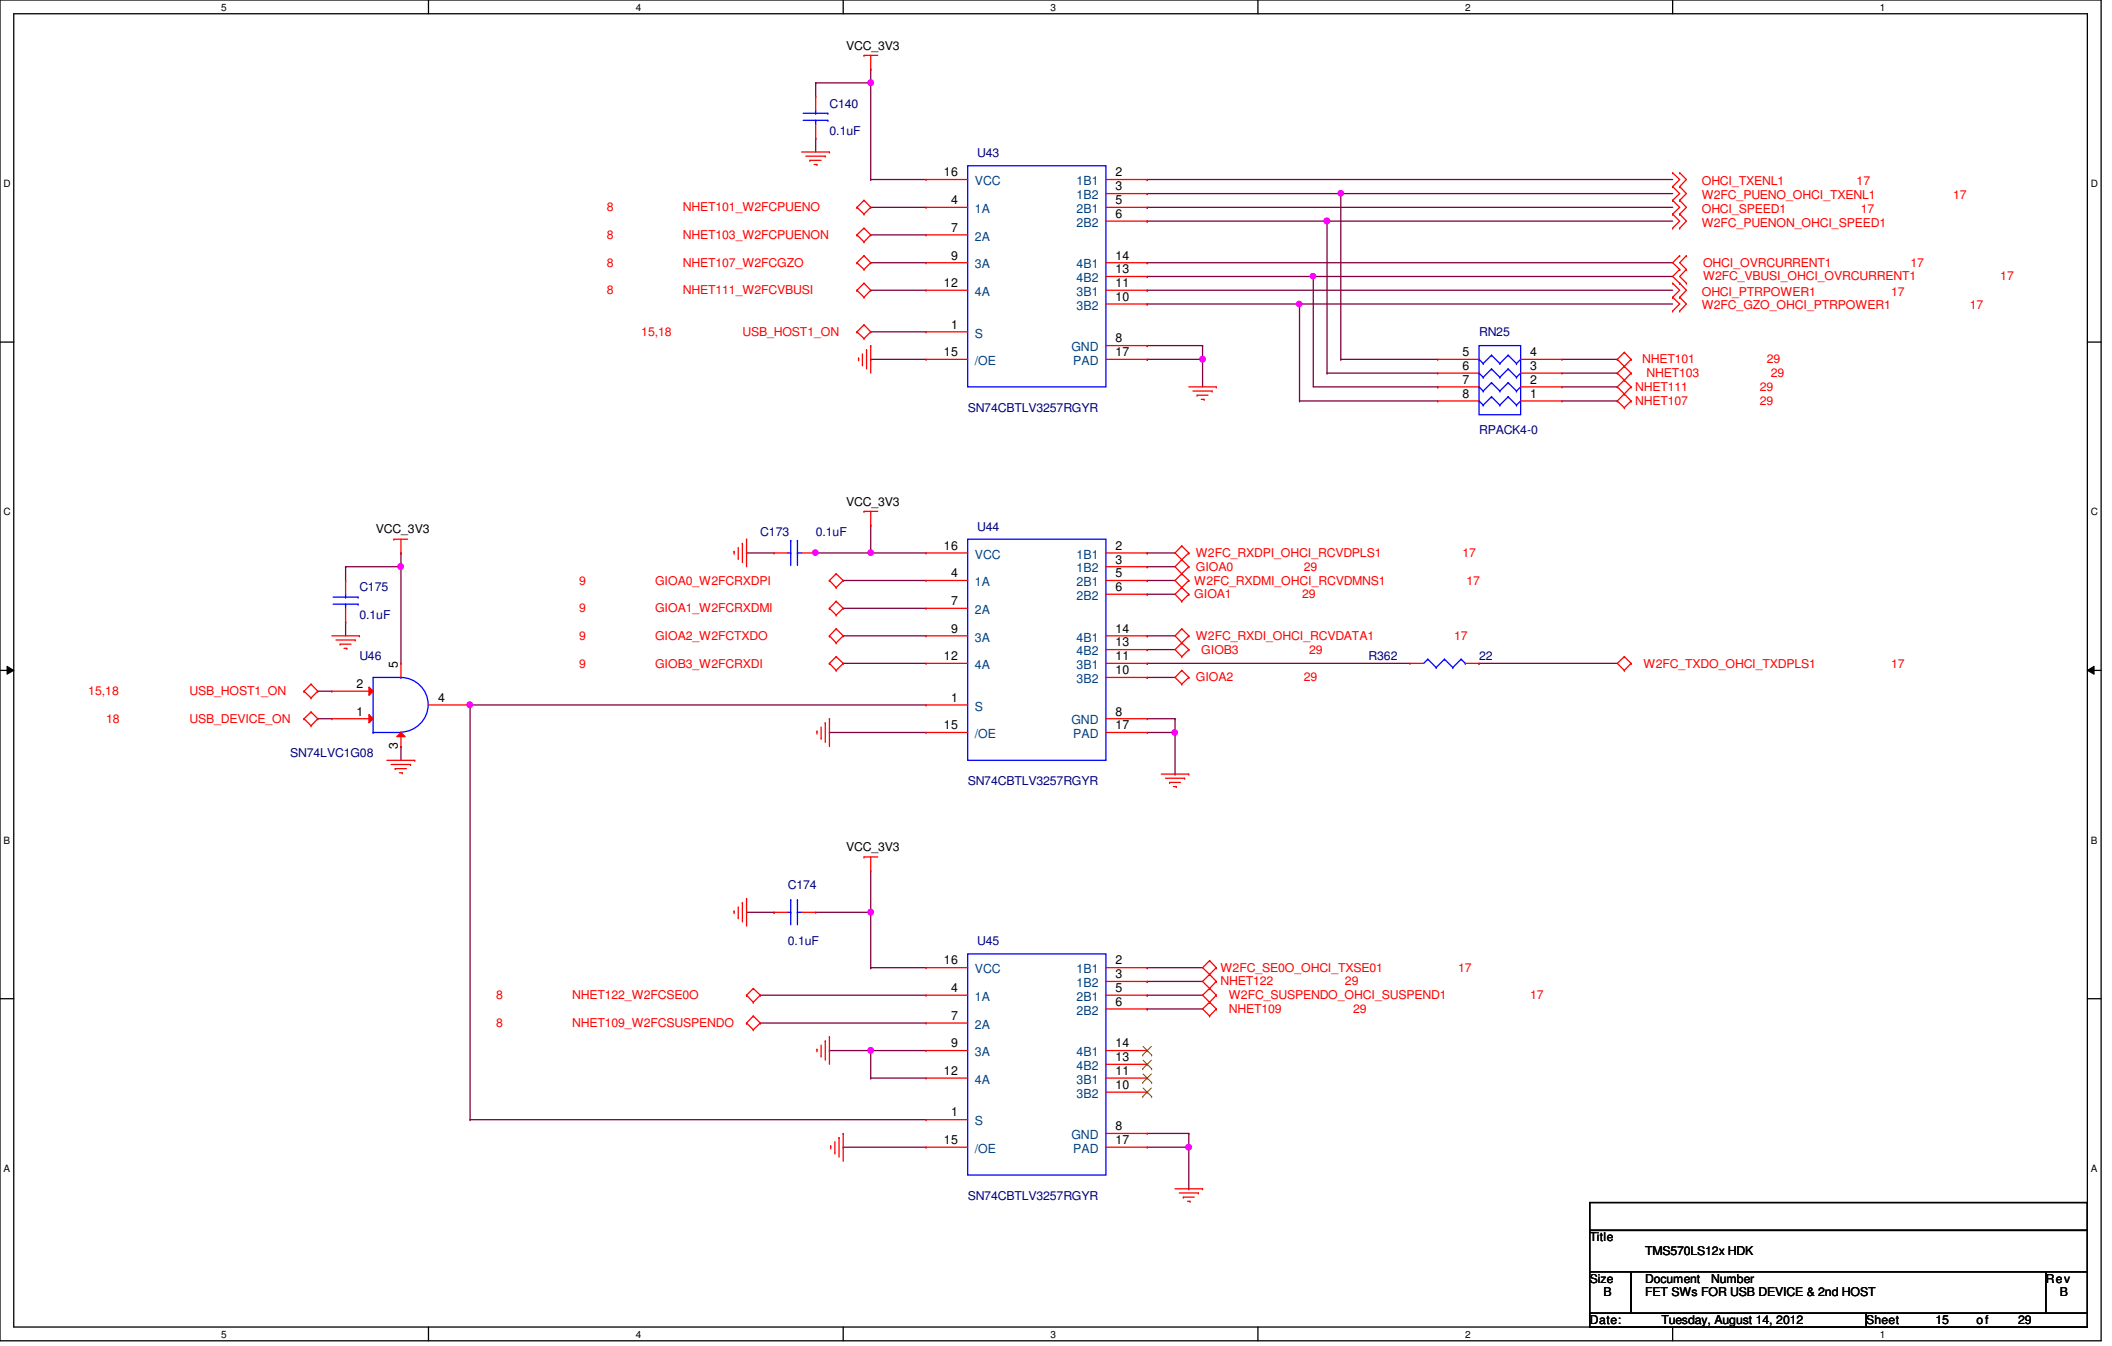 5 4 3 2 1
D
D
C
C
B
B
A
A
VCC_3V3
C140
0.1uF
U43
16 VCC
4 1A
7 2A
9 3A
12 4A
1 S
15 /OE
1B1 2
1B2 3
2B1 5
2B2 6
4B1 14
4B2 13
3B1 11
3B2 10
GND 8
PAD 17
SN74CBTLV3257RGYR
8 NHET101_W2FCPUENO
8 NHET103_W2FCPUENON
8 NHET107_W2FCGZO
8 NHET111_W2FCVBUSI
15,18 USB_HOST1_ON
OHCI_TXENL1 17
W2FC_PUENO_OHCI_TXENL1 17
OHCI_SPEED1 17
W2FC_PUENON_OHCI_SPEED1
OHCI_OVRCURRENT1 17
W2FC_VBUSI_OHCI_OVRCURRENT1 17
OHCI_PTRPOWER1 17
W2FC_GZO_OHCI_PTRPOWER1 17
RN25
5 4 NHET101 29
6 3 NHET103 29
7 2 NHET111 29
8 1 NHET107 29
RPACK4-0
VCC_3V3
C173 0.1uF
U44
16 VCC
4 1A
7 2A
9 3A
12 4A
1 S
15 /OE
1B1 2
1B2 3
2B1 5
2B2 6
4B1 14
4B2 13
3B1 11
3B2 10
GND 8
PAD 17
SN74CBTLV3257RGYR
9 GIOA0_W2FCRXDPI
9 GIOA1_W2FCRXDMI
9 GIOA2_W2FCTXDO
9 GIOB3_W2FCRXDI
W2FC_RXDPI_OHCI_RCVDPLS1 17
GIOA0 29
W2FC_RXDMI_OHCI_RCVDMNS1 17
GIOA1 29
W2FC_RXDI_OHCI_RCVDATA1 17
GIOB3 29
R362 22 W2FC_TXDO_OHCI_TXDPLS1 17
GIOA2 29
VCC_3V3
C175
0.1uF
U46
5
15,18 USB_HOST1_ON 2
4
18 USB_DEVICE_ON 1
3
SN74LVC1G08
VCC_3V3
C174
0.1uF
U45
16 VCC
4 1A
7 2A
9 3A
12 4A
1 S
15 /OE
1B1 2
1B2 3
2B1 5
2B2 6
4B1 14
4B2 13
3B1 11
3B2 10
GND 8
PAD 17
SN74CBTLV3257RGYR
8 NHET122_W2FCSE0O
8 NHET109_W2FCSUSPENDO
W2FC_SE0O_OHCI_TXSE01 17
NHET122 29
W2FC_SUSPENDO_OHCI_SUSPEND1 17
NHET109 29
Title
TMS570LS12x HDK
Size Document Number Rev
B FET SWs FOR USB DEVICE & 2nd HOST B
Date: Tuesday, August 14, 2012 Sheet 15 of 29
5 4 3 2 1